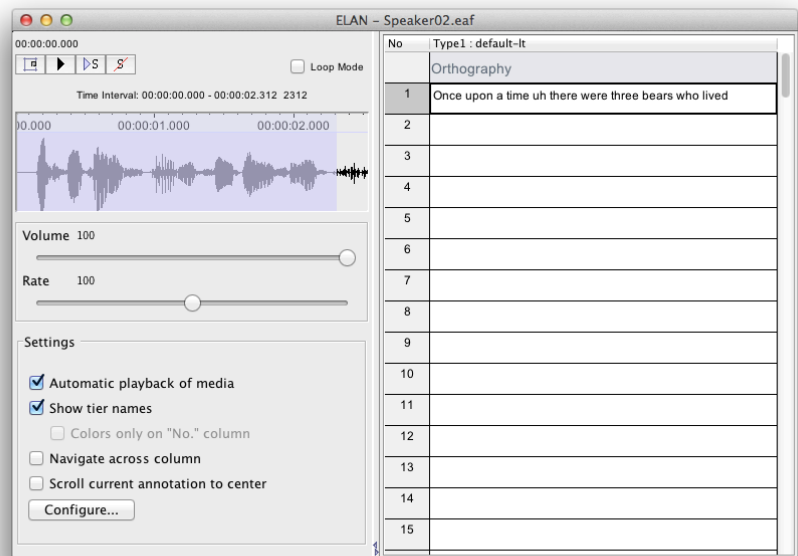 ELAN – Speaker02.eaf
00:00:00.000
S S
Loop Mode
Time Interval: 00:00:00.000 - 00:00:02.312 2312
00.000 00:00:01.000 00:00:02.000
Volume 100
Rate 100
Settings
Automatic playback of media
Show tier names
Colors only on "No." column
Navigate across column
Scroll current annotation to center
Configure...
No Type1 : default-lt
Orthography
1 Once upon a time uh there were three bears who lived
2
3
4
5
6
7
8
9
10
11
12
13
14
15